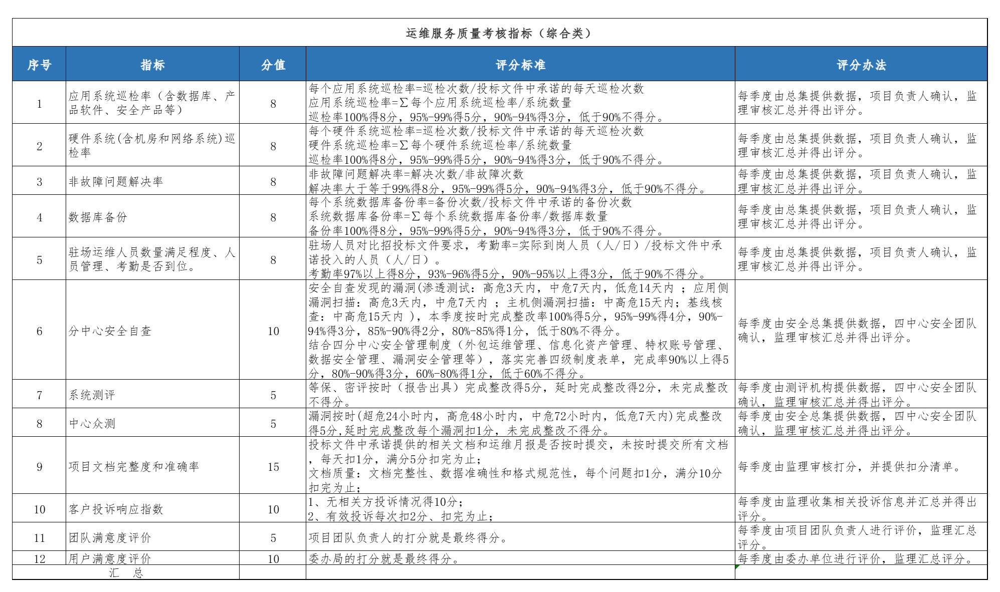 运维服务质量考核指标（综合类）
序号 指标 分值 评分标准 评分办法
1
应用系统巡检率（含数据库、产
品软件、安全产品等）
8
每个应用系统巡检率=巡检次数/投标文件中承诺的每天巡检次数
应用系统巡检率=∑每个应用系统巡检率/系统数量
巡检率100%得8分，95%-99%得5分，90%-94%得3分，低于90%不得分。
每季度由总集提供数据，项目负责人确认，监
理审核汇总并得出评分。
2
硬件系统(含机房和网络系统)巡
检率
8
每个硬件系统巡检率=巡检次数/投标文件中承诺的每天巡检次数
硬件系统巡检率=∑每个硬件系统巡检率/系统数量
巡检率100%得8分，95%-99%得5分，90%-94%得3分，低于90%不得分。
每季度由总集提供数据，项目负责人确认，监
理审核汇总并得出评分。
3
非故障问题解决率
8
非故障问题解决率=解决次数/非故障次数
解决率大于等于99%得8分，95%-99%得5分，90%-94%得3分，低于90%不得分。
每季度由总集提供数据，项目负责人确认，监
理审核汇总并得出评分。
4
数据库备份
8
每个系统数据库备份率=备份次数/投标文件中承诺的备份次数
系统数据库备份率=∑每个系统数据库备份率/数据库数量
备份率100%得8分，95%-99%得5分，90%-94%得3分，低于90%不得分。
每季度由总集提供数据，项目负责人确认，监
理审核汇总并得出评分。
5
驻场运维人员数量满足程度、人
员管理、考勤是否到位。
8
驻场人员对比招投标文件要求，考勤率=实际到岗人员（人/日）/投标文件中承
诺投入的人员（人/日）。
考勤率97%以上得8分，93%-96%得5分，90%-95%以上得3分，低于90%不得分。
每季度由总集提供数据，项目负责人确认，监
理审核汇总并得出评分。
6
分中心安全自查
10
安全自查发现的漏洞(渗透测试：高危3天内，中危7天内，低危14天内 ；应用侧
漏洞扫描：高危3天内，中危7天内 ；主机侧漏洞扫描：中高危15天内；基线核
查：中高危15天内 )，本季度按时完成整改率100%得5分，95%-99%得4分，90%-
94%得3分，85%-90%得2分，80%-85%得1分，低于80%不得分。
结合四分中心安全管理制度（外包运维管理、信息化资产管理、特权账号管理、
数据安全管理、漏洞安全管理等），落实完善四级制度表单，完成率90%以上得5
分，80%-90%得3分，60%-80%得1分，低于60%不得分。
每季度由安全总集提供数据，四中心安全团队
确认，监理审核汇总并得出评分。
7
系统测评
5
等保、密评按时（报告出具）完成整改得5分，延时完成整改得2分，未完成整改
不得分。
每季度由测评机构提供数据，四中心安全团队
确认，监理审核汇总并得出评分。
8
中心众测
5
漏洞按时(超危24小时内，高危48小时内，中危72小时内，低危7天内)完成整改
得5分,延时完成整改每个漏洞扣1分，未完成整改不得分。
每季度由安全总集提供数据，四中心安全团队
确认，监理审核汇总并得出评分。
9
项目文档完整度和准确率
15
投标文件中承诺提供的相关文档和运维月报是否按时提交，未按时提交所有文档
，每天扣1分，满分5分扣完为止；
文档质量：文档完整性、数据准确性和格式规范性，每个问题扣1分，满分10分
扣完为止；
每季度由监理审核打分，并提供扣分清单。
10
客户投诉响应指数
10
1、无相关方投诉情况得10分；
2、有效投诉每次扣2分、扣完为止；
每季度由监理收集相关投诉信息并汇总并得出
评分。
11
团队满意度评价
5
项目团队负责人的打分就是最终得分。
每季度由项目团队负责人进行评价，监理汇总
评分。
12
用户满意度评价
10
委办局的打分就是最终得分。
每季度由委办单位进行评价，监理汇总评分。
汇 总